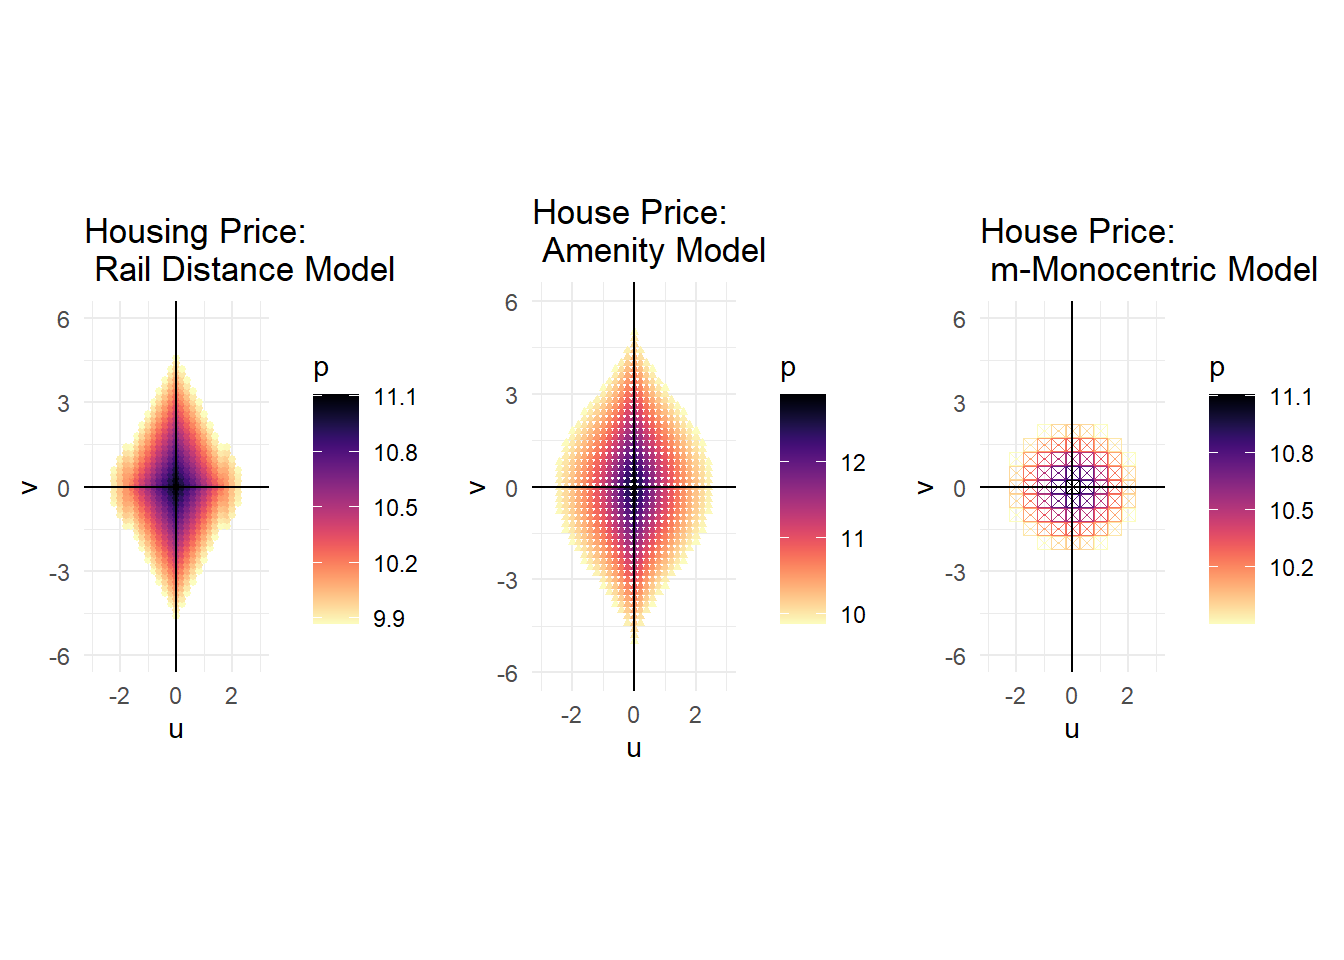 Housing Price:
Rail Distance Model
6
3
0
-3
-6
v
-2 0 2
u
p
11.1
10.8
10.5
10.2
9.9
House Price:
Amenity Model
6
3
0
-3
-6
v
-2 0 2
u
p
12
11
10
House Price:
m-Monocentric Model
6
3
0
-3
-6
v
-2 0 2
u
p
11.1
10.8
10.5
10.2